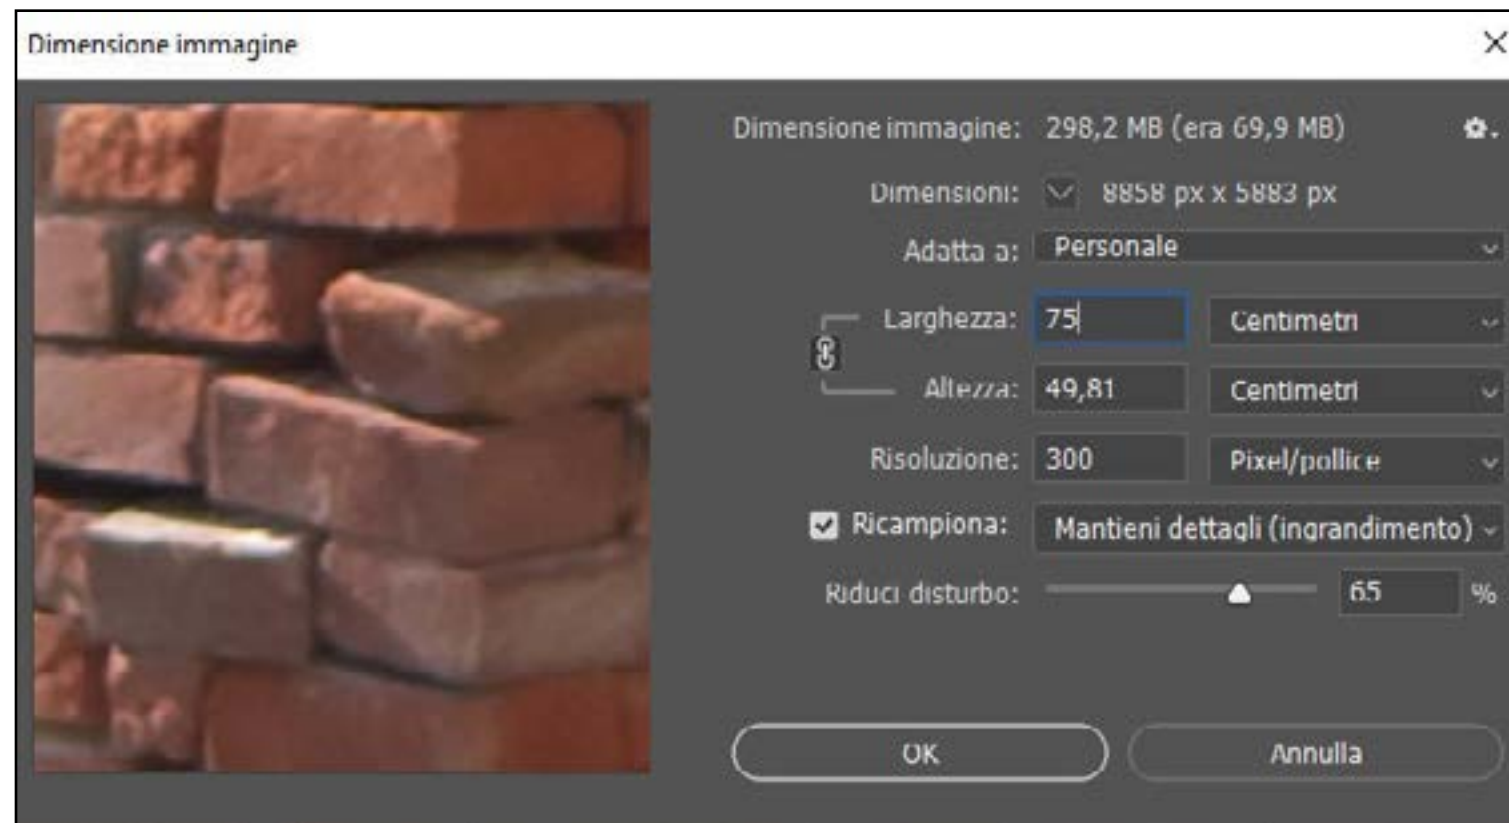 Dimensione immagine
Dimensione immagine: 298,2 MB (era 69,9 MB)
Dimensioni: 8858 px x 5883 px
Adatta a: Personale
Larghezza: 75 Centimetri
Altezza: 49,81 Centimetri
Risoluzione: 300 Pixel/pollice
Ricampiona: Mantieni dettagli (ingrandimento)
Riduci disturbo: 65 %
OK Annulla